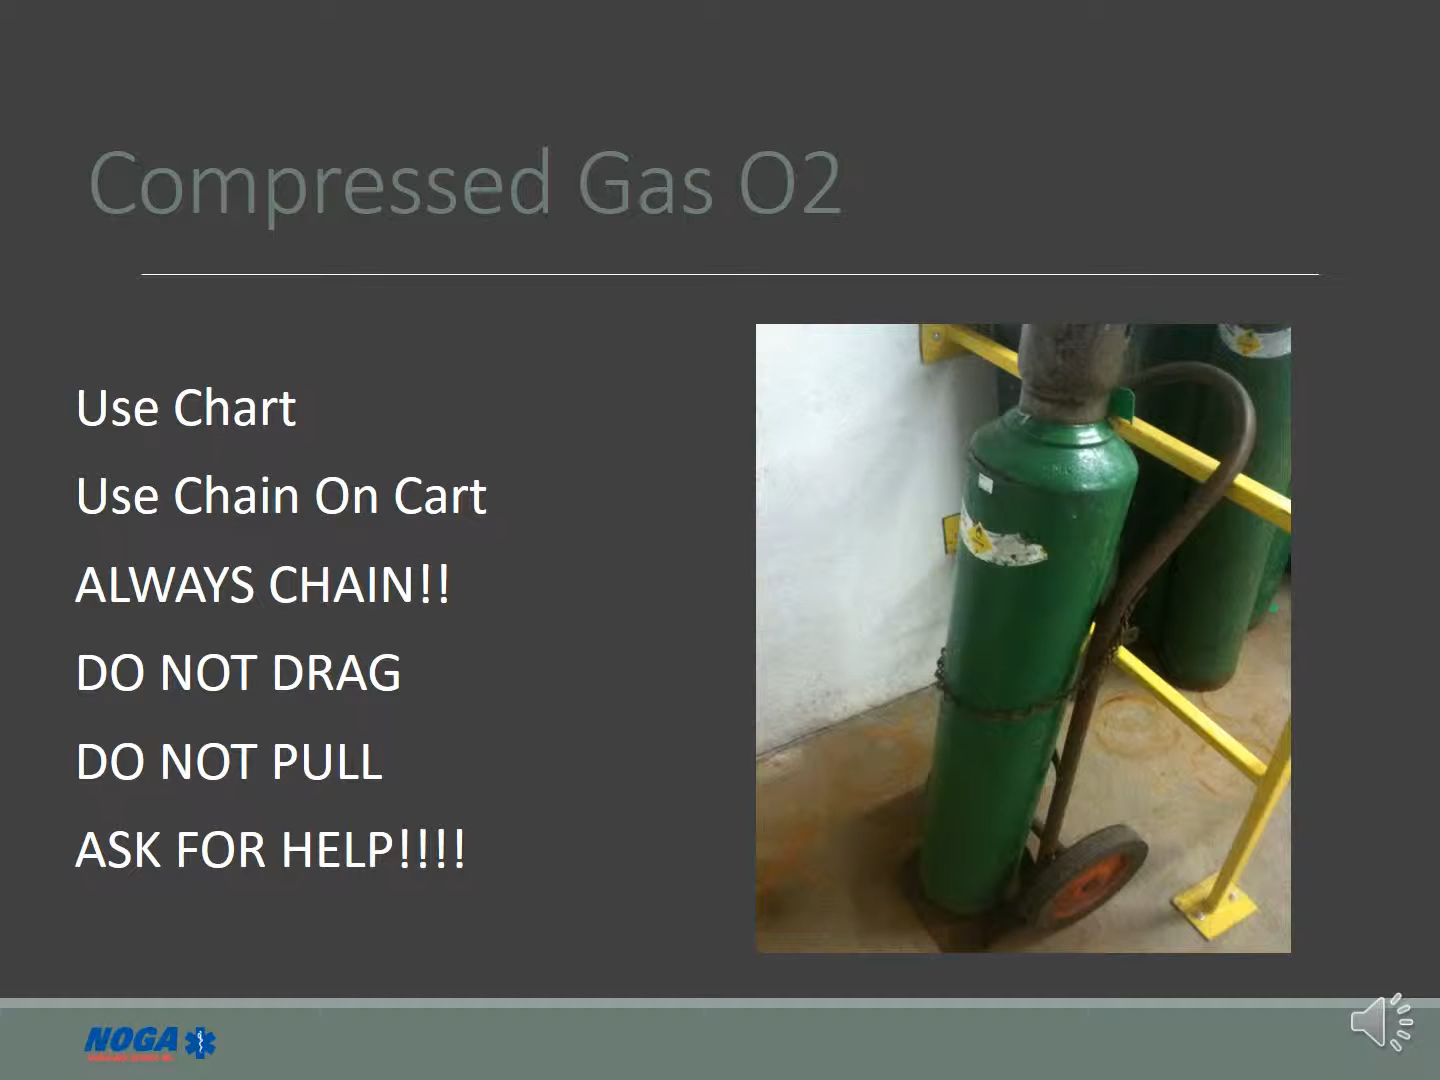 Compressed Gas O2
Use Chart
Use Chain On Cart
ALWAYS CHAIN!!
DO NOT DRAG
DO NOT PULL
ASK FOR HELP!!!!
NOGA